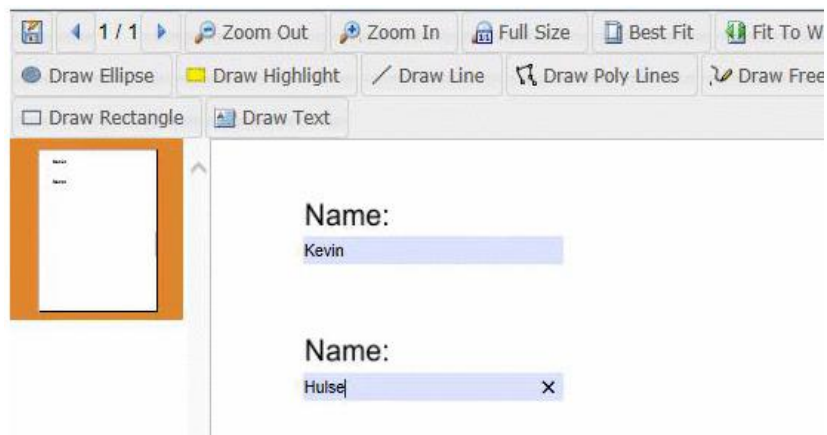 1 / 1 Zoom Out Zoom In Full Size Best Fit Fit To W
Draw Ellipse Draw Highlight Draw Line Draw Poly Lines Draw Free
Draw Rectangle Draw Text
Name:
Kevin
Name:
Hulse